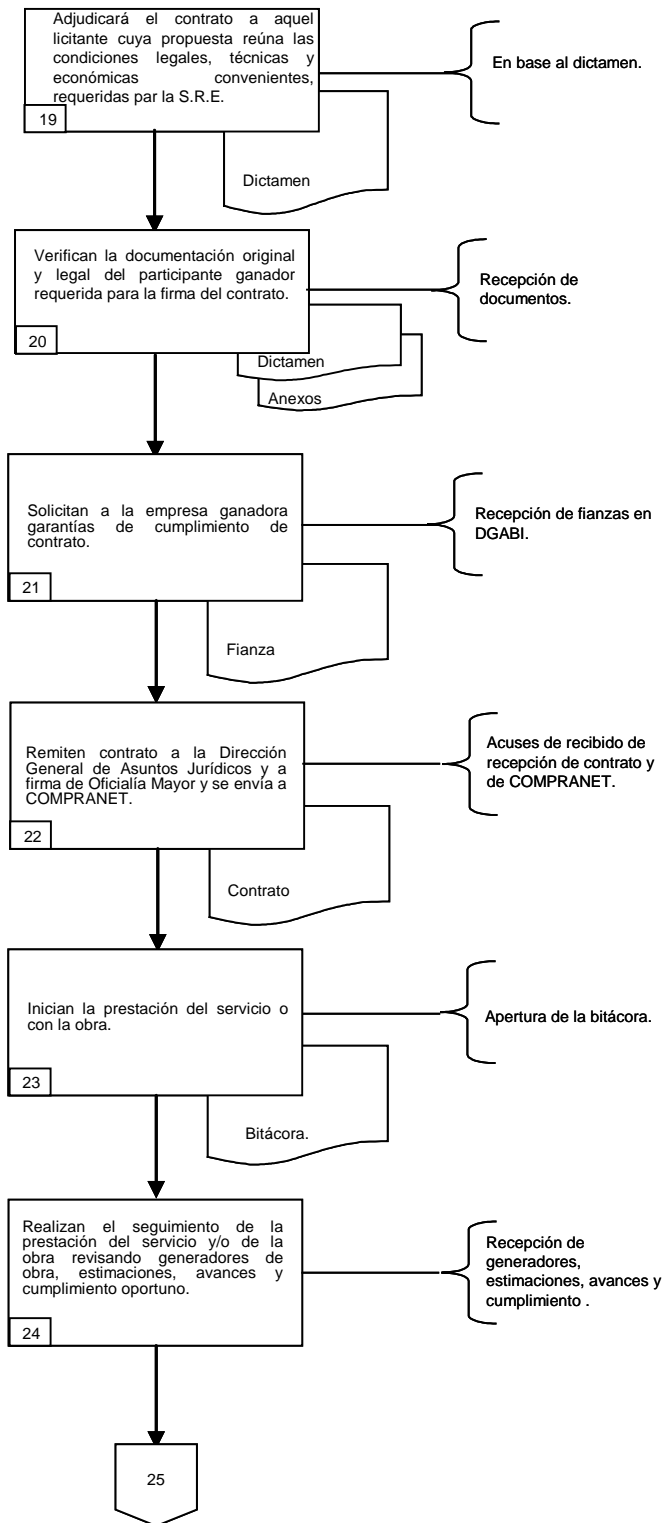 Adjudicará el contrato a aquel
licitante cuya propuesta reúna las
condiciones legales, técnicas y
económicas convenientes,
requeridas par la S.R.E.
19
Dictamen
En base al dictamen.
Verifican la documentación original
y legal del participante ganador
requerida para la firma del contrato.
20
Dictamen
Anexos
Recepción de
documentos.
Solicitan a la empresa ganadora
garantías de cumplimiento de
contrato.
21
Fianza
Recepción de fianzas en
DGABI.
Remiten contrato a la Dirección
General de Asuntos Jurídicos y a
firma de Oficialía Mayor y se envía a
COMPRANET.
22
Contrato
Acuses de recibido de
recepción de contrato y
de COMPRANET.
Inician la prestación del servicio o
con la obra.
23
Bitácora.
Apertura de la bitácora.
Realizan el seguimiento de la
prestación del servicio y/o de la
obra revisando generadores de
obra, estimaciones, avances y
cumplimiento oportuno.
24
Recepción de
generadores,
estimaciones, avances y
cumplimiento .
25